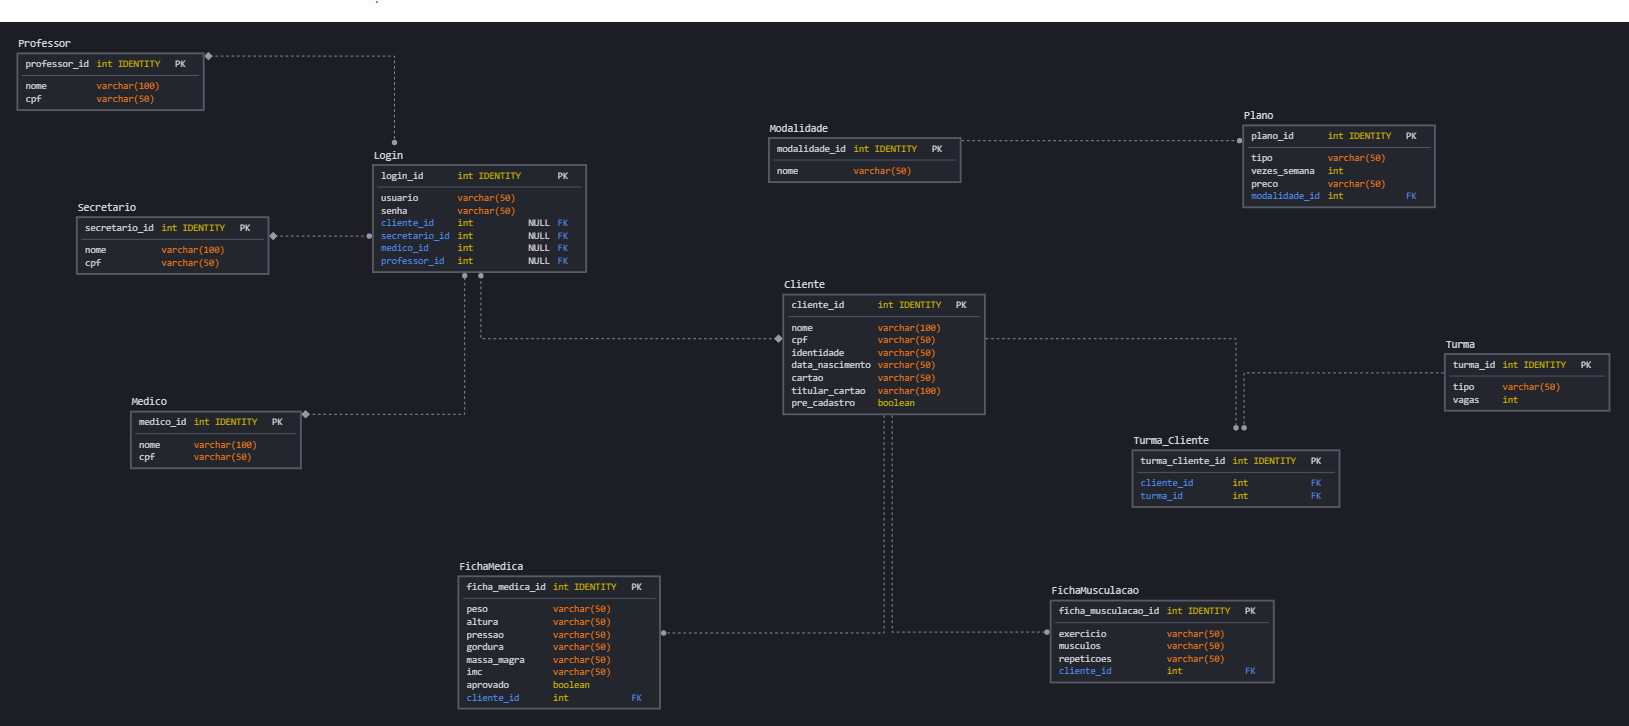 Professor
professor_id int IDENTITY PK
nome varchar(100)
cpf varchar(50)
Login
login_id int IDENTITY PK
usuario varchar(50)
senha varchar(50)
cliente_id int NULL FK
secretario_id int NULL FK
medico_id int NULL FK
professor_id int NULL FK
Secretario
secretario_id int IDENTITY PK
nome varchar(100)
cpf varchar(50)
Medico
medico_id int IDENTITY PK
nome varchar(100)
cpf varchar(50)
Modalidade
modalidade_id int IDENTITY PK
nome varchar(50)
Plano
plano_id int IDENTITY PK
tipo varchar(50)
vezes_semana int
preco varchar(50)
modalidade_id int FK
Cliente
cliente_id int IDENTITY PK
nome varchar(100)
cpf varchar(50)
identidade varchar(50)
data_nascimento varchar(50)
cartao varchar(50)
titular_cartao varchar(100)
pre_cadastro boolean
Turma
turma_id int IDENTITY PK
tipo varchar(50)
vagas int
Turma_Cliente
turma_cliente_id int IDENTITY PK
cliente_id int FK
turma_id int FK
FichaMedica
ficha_medica_id int IDENTITY PK
peso varchar(50)
altura varchar(50)
pressao varchar(50)
gordura varchar(50)
massa_magra varchar(50)
imc varchar(50)
aprovado boolean
cliente_id int FK
FichaMusculacao
ficha_musculacao_id int IDENTITY PK
exercicio varchar(50)
musculos varchar(50)
repeticoes varchar(50)
cliente_id int FK